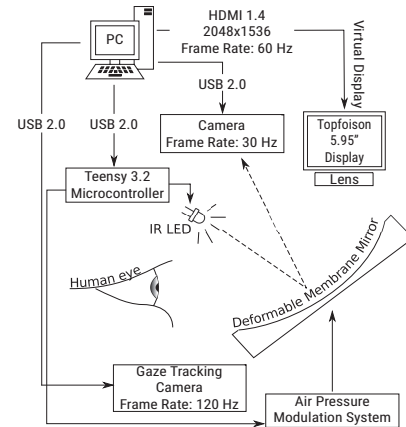 HDMI 1.4
2048x1536
Frame Rate: 60 Hz
PC
Virtual Display
USB 2.0
USB 2.0
USB 2.0
Camera
Frame Rate: 30 Hz
Topfoison
5.95”
Display
Lens
Teensy 3.2
Microcontroller
IR LED
Human eye
Deformable Membrane Mirror
Gaze Tracking
Camera
Frame Rate: 120 Hz
Air Pressure
Modulation System